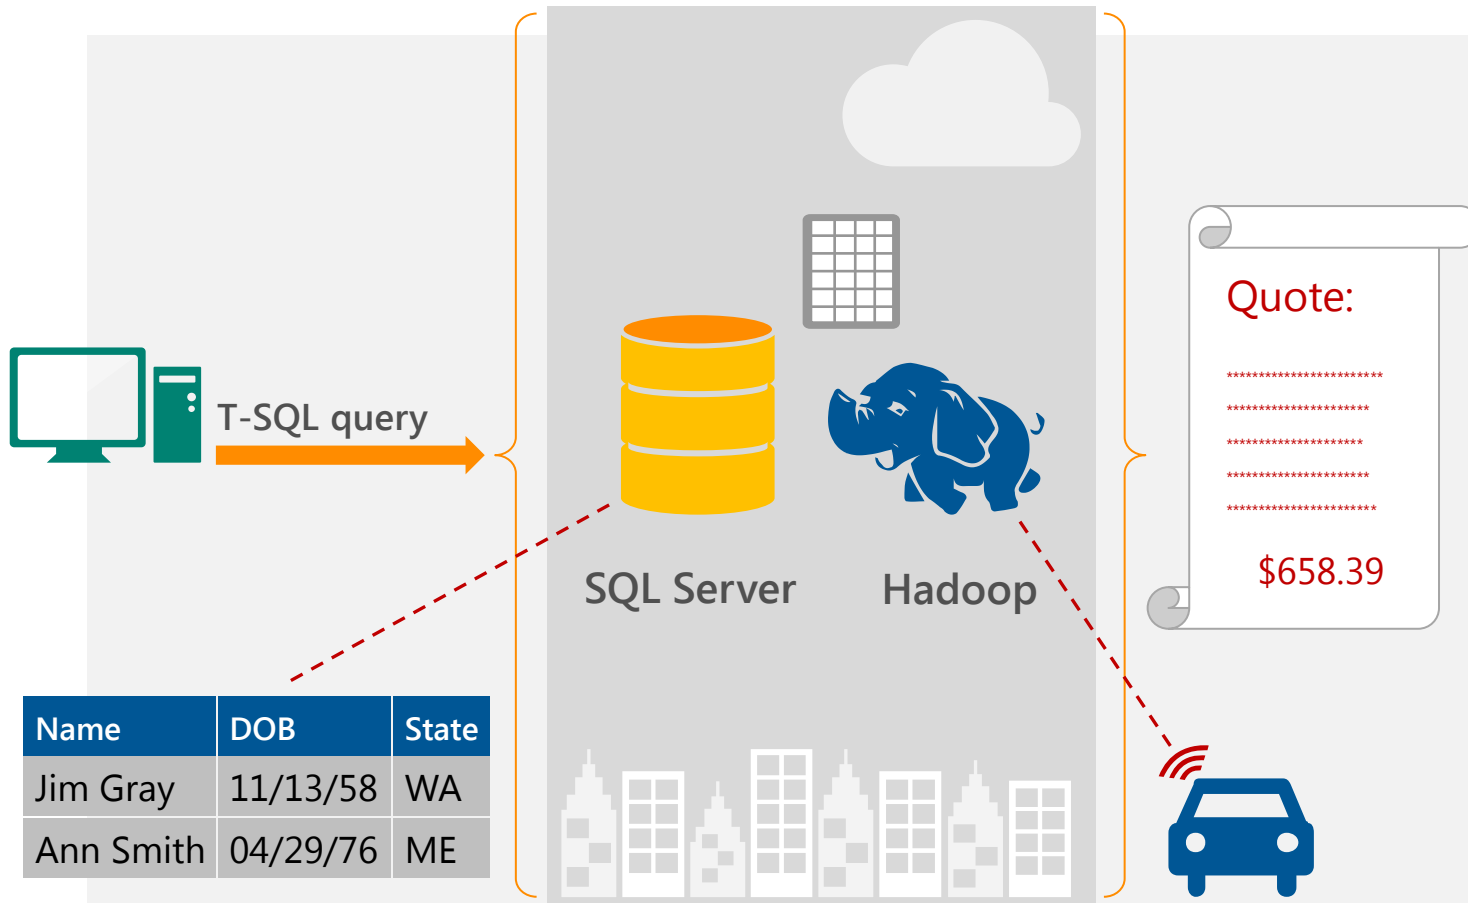 T-SQL query
SQL Server
Hadoop
Quote:
************************
**********************
*********************
**********************
***********************
$658.39
Name DOB State
Jim Gray 11/13/58 WA
Ann Smith 04/29/76 ME